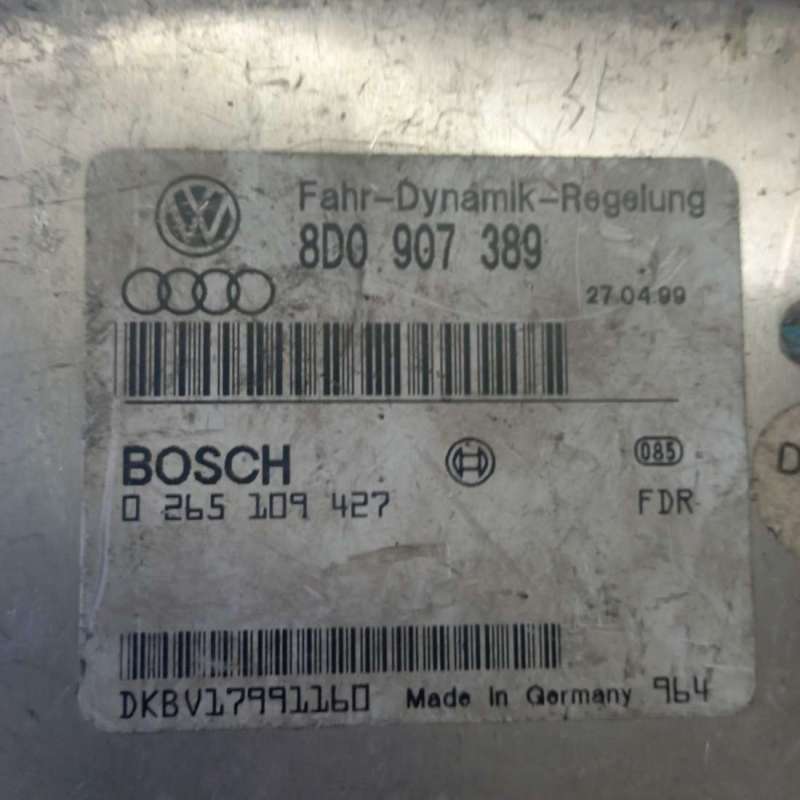 Fahr-Dynamik-Regelung
8D0 907 389
27.04.99
BOSCH
085
0 265 109 427
FDR
DKBV17991160 Made in Germany 964
D